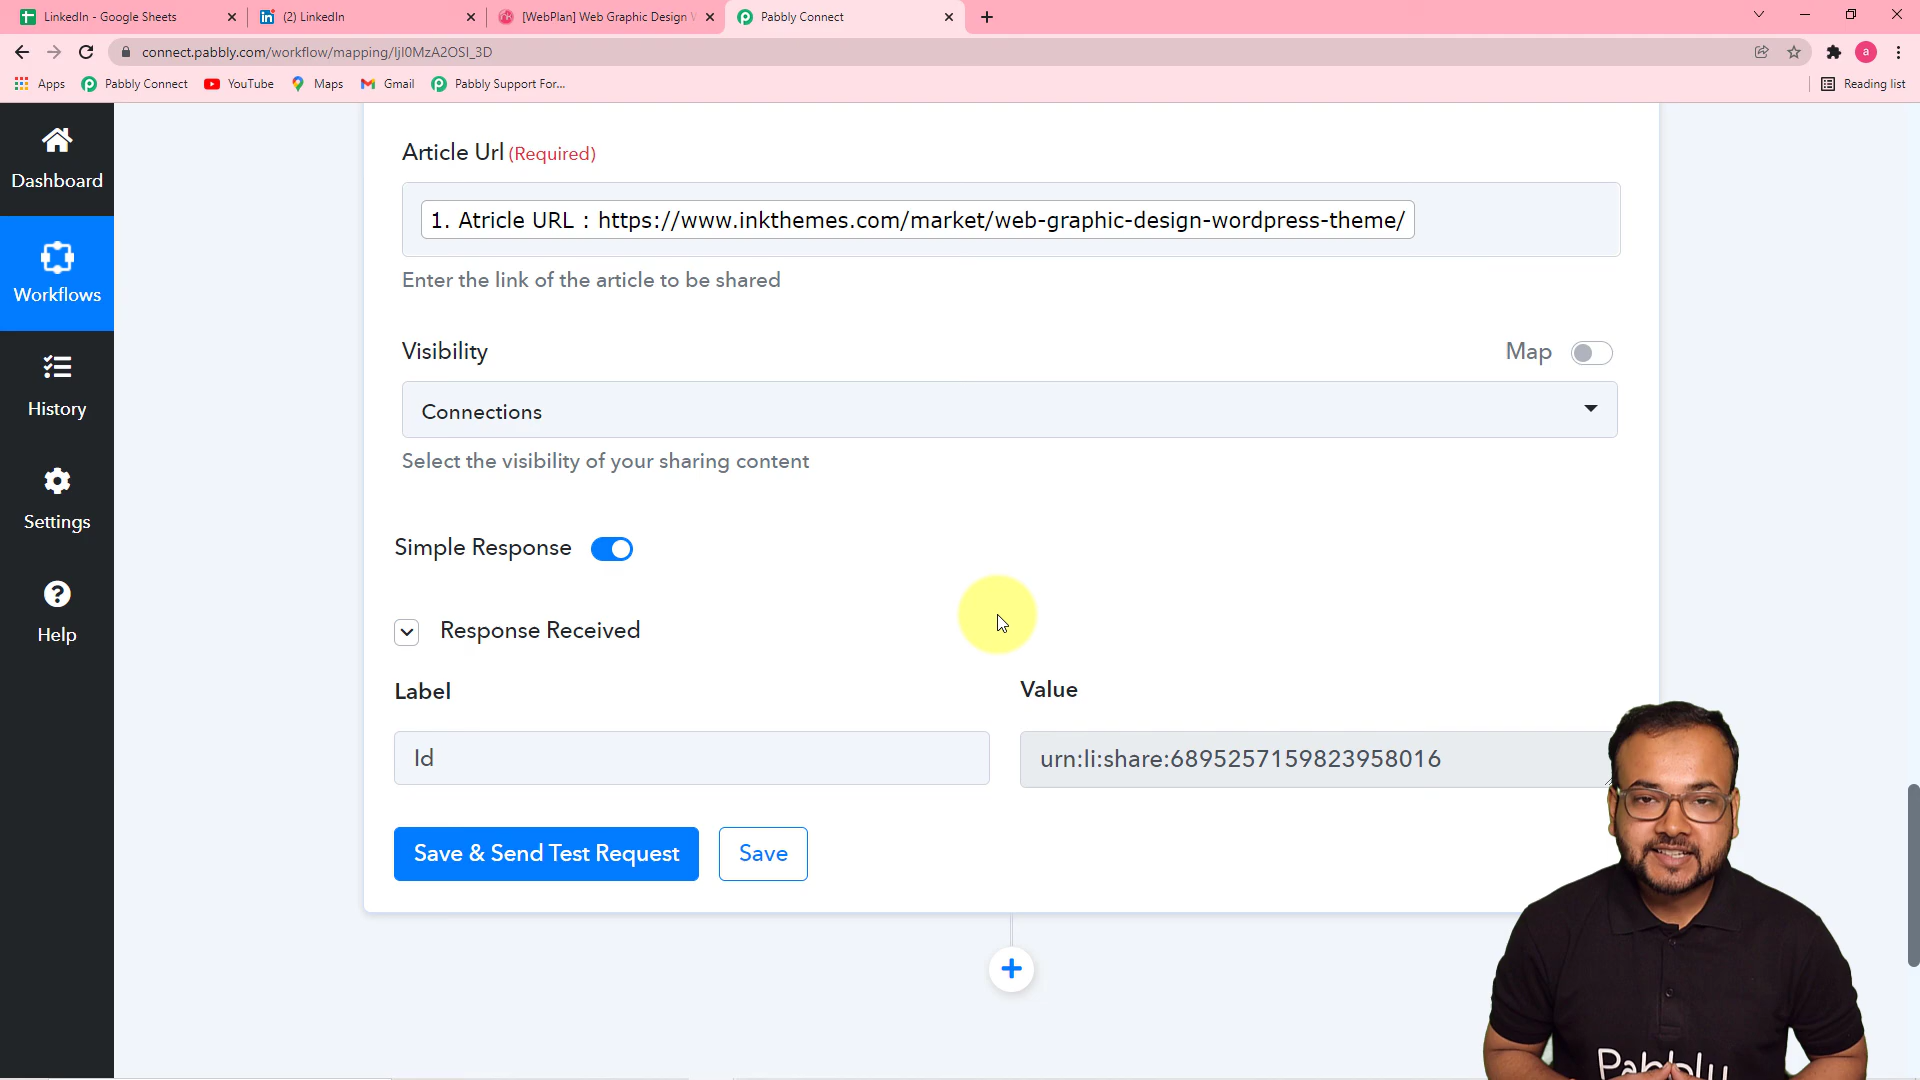 LinkedIn - Google Sheets
(2) LinkedIn
[WebPlan] Web Graphic Design
Pabbly Connect
connect.pabbly.com/workflow/mapping/IjI0MzA2OSI_3D
a
Apps
Pabbly Connect
YouTube
Maps
Gmail
Pabbly Support For...
Reading list
Dashboard
Workflows
History
Settings
Help
Article Url (Required)
1. Atricle URL : https://www.inkthemes.com/market/web-graphic-design-wordpress-theme/
Enter the link of the article to be shared
Visibility
Map
Connections
Select the visibility of your sharing content
Simple Response
Response Received
Label
Value
Id
urn:li:share:6895257159823958016
Save & Send Test Request
Save
Pabbly